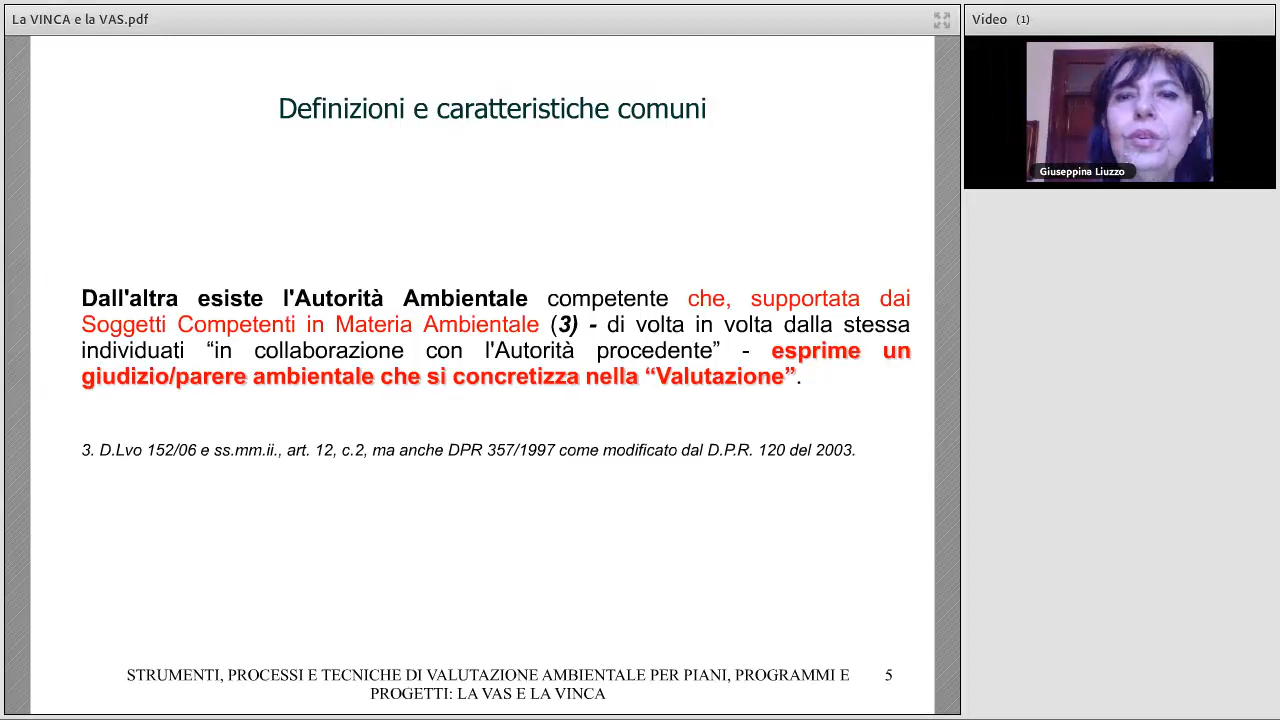 La VINCA e la VAS.pdf
Video (1)
Giuseppina Liuzzo
Definizioni e caratteristiche comuni
Dall'altra esiste l'Autorità Ambientale competente che, supportata dai
Soggetti Competenti in Materia Ambientale (3) - di volta in volta dalla stessa
individuati “in collaborazione con l'Autorità procedente” - esprime un
giudizio/parere ambientale che si concretizza nella “Valutazione”.
3. D.Lvo 152/06 e ss.mm.ii., art. 12, c.2, ma anche DPR 357/1997 come modificato dal D.P.R. 120 del 2003.
STRUMENTI, PROCESSI E TECNICHE DI VALUTAZIONE AMBIENTALE PER PIANI, PROGRAMMI E
PROGETTI: LA VAS E LA VINCA
5